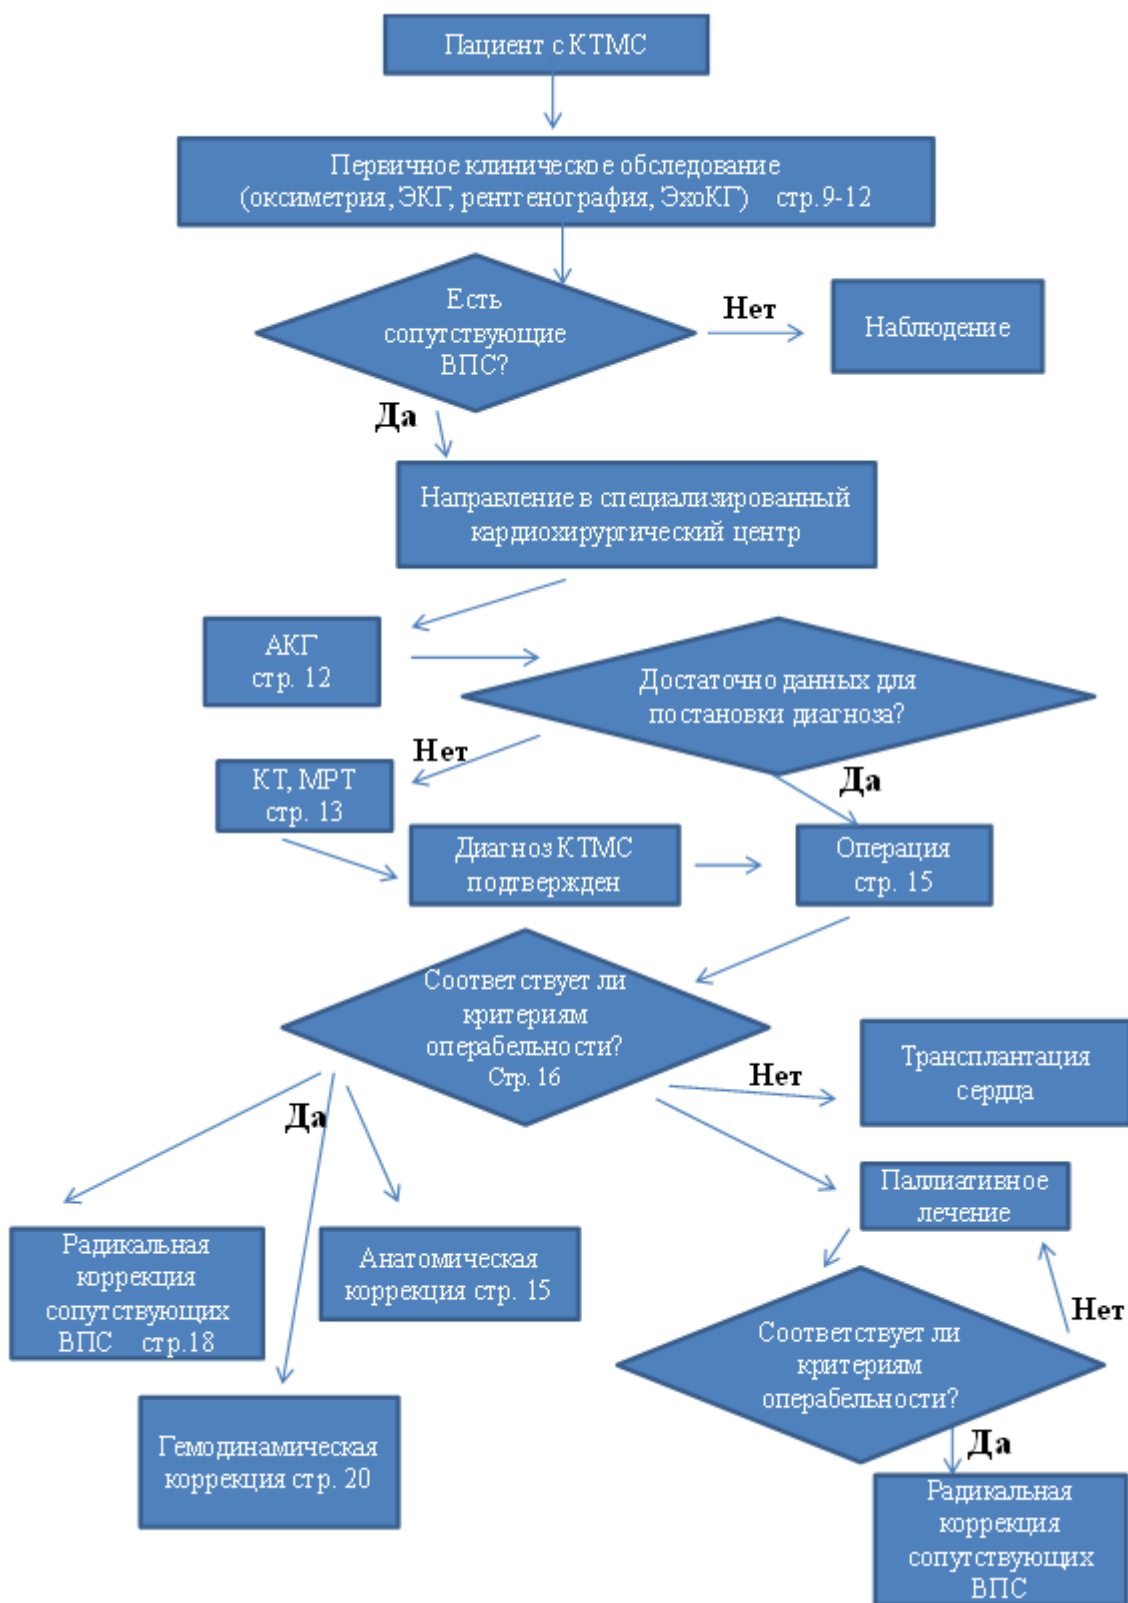 Пациент с КТМС
Первичное клиническое обследование
(оксиметрия, ЭКГ, рентгенография, ЭхоКГ) стр.9-12
Есть
сопутствующие
ВПС?
Нет
Наблюдение
Да
Направление в специализированный
кардиохирургический центр
АКГ
стр. 12
Достаточно данных для
постановки диагноза?
Нет
Да
КТ, МРТ
стр. 13
Диагноз КТМС
подтвержден
Операция
стр. 15
Соответствует ли
критериям
операбельности?
Стр. 16
Нет
Трансплантация
сердца
Да
Паллиативное
лечение
Радикальная
коррекция
сопутствующих
ВПС стр.18
Анатомическая
коррекция стр. 15
Нет
Соответствует ли
критериям
операбельности?
Гемодинамическая
коррекция стр. 20
Да
Радикальная
коррекция
сопутствующих
ВПС